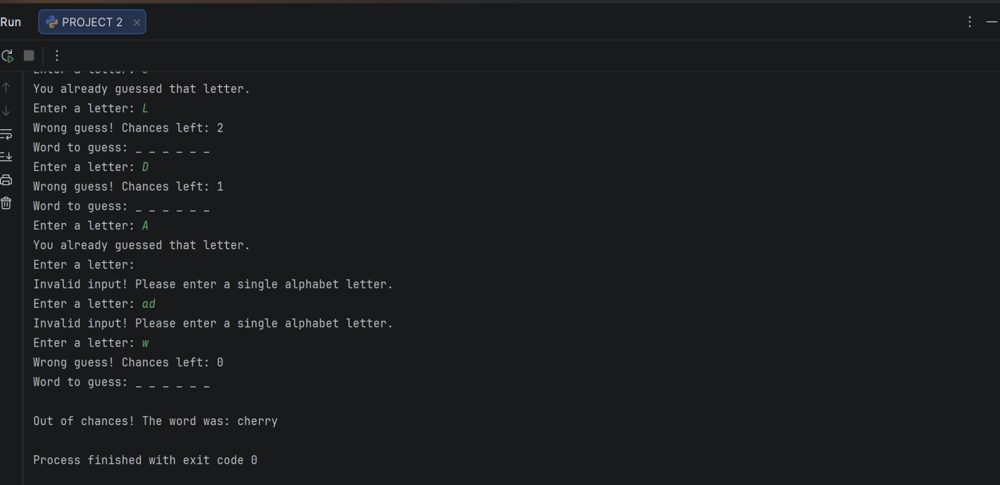 Run PROJECT 2
Enter a letter:
You already guessed that letter.
Enter a letter: L
Wrong guess! Chances left: 2
Word to guess: _ _ _ _ _ _
Enter a letter: D
Wrong guess! Chances left: 1
Word to guess: _ _ _ _ _ _
Enter a letter: A
You already guessed that letter.
Enter a letter:
Invalid input! Please enter a single alphabet letter.
Enter a letter: ad
Invalid input! Please enter a single alphabet letter.
Enter a letter: w
Wrong guess! Chances left: 0
Word to guess: _ _ _ _ _ _
Out of chances! The word was: cherry
Process finished with exit code 0